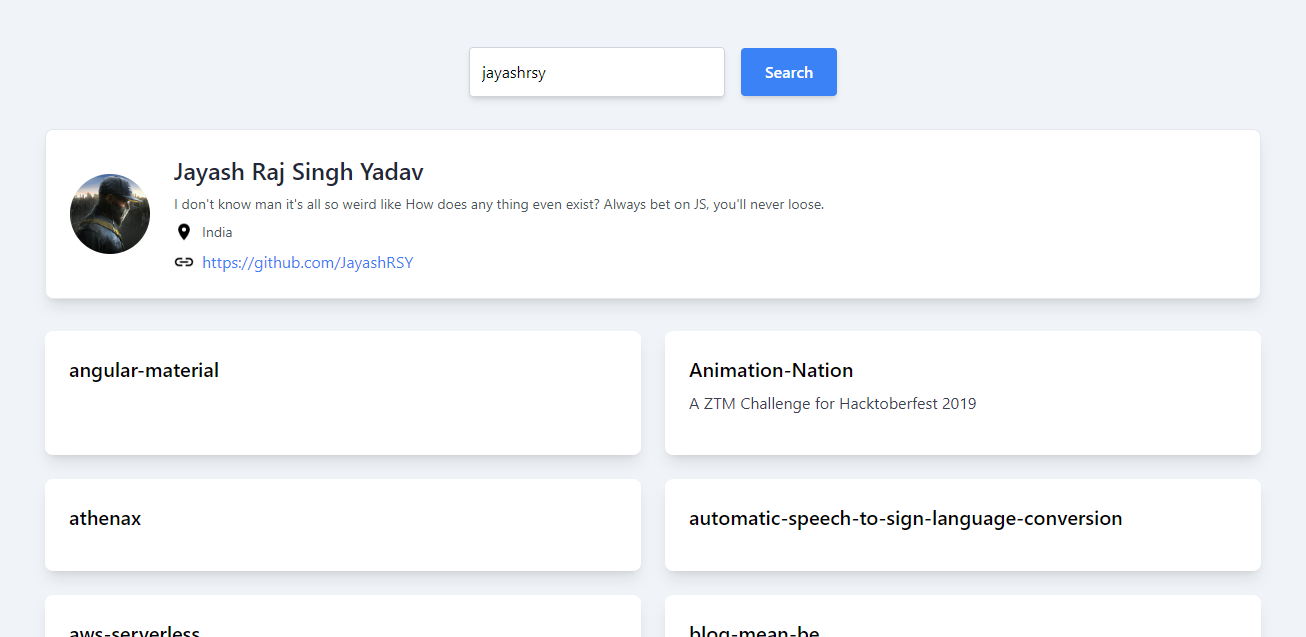 jayashrsy
Search
Jayash Raj Singh Yadav
I don't know man it's all so weird like How does any thing even exist? Always bet on JS, you'll never loose.
India
https://github.com/JayashRSY
angular-material
Animation-Nation
A ZTM Challenge for Hacktoberfest 2019
athenax
automatic-speech-to-sign-language-conversion
aws-serverless
blog-mean-be